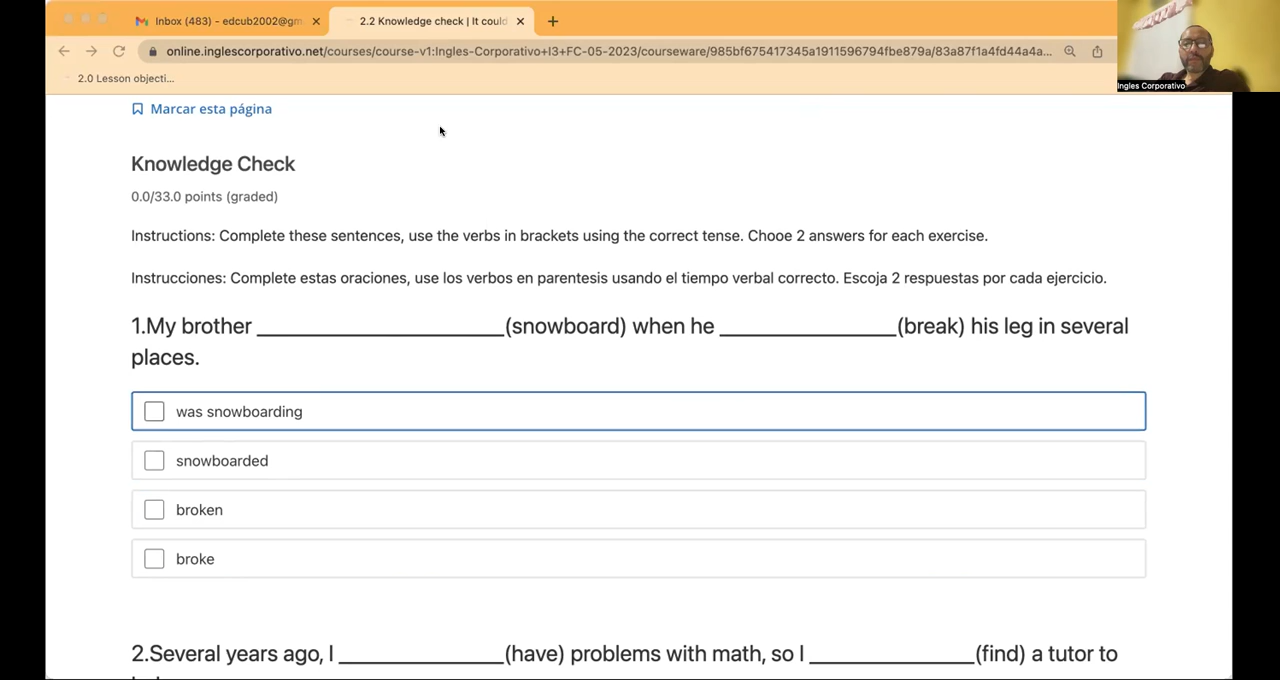 Inbox (483) - edcub2002@gm
2.2 Knowledge check | It could
online.inglescorporativo.net/courses/course-v1:Ingles-Corporativo+I3+FC-05-2023/courseware/985bf675417345a1911596794fbe879a/83a87f1a4fd44a4a...
2.0 Lesson objecti...
Ingles Corporativo
Marcar esta página
Knowledge Check
0.0/33.0 points (graded)
Instructions: Complete these sentences, use the verbs in brackets using the correct tense. Chooe 2 answers for each exercise.
Instrucciones: Complete estas oraciones, use los verbos en parentesis usando el tiempo verbal correcto. Escoja 2 respuestas por cada ejercicio.
1.My brother ______________________(snowboard) when he ________________(break) his leg in several
places.
was snowboarding
snowboarded
broken
broke
2.Several years ago, I _______________(have) problems with math, so I _______________(find) a tutor to